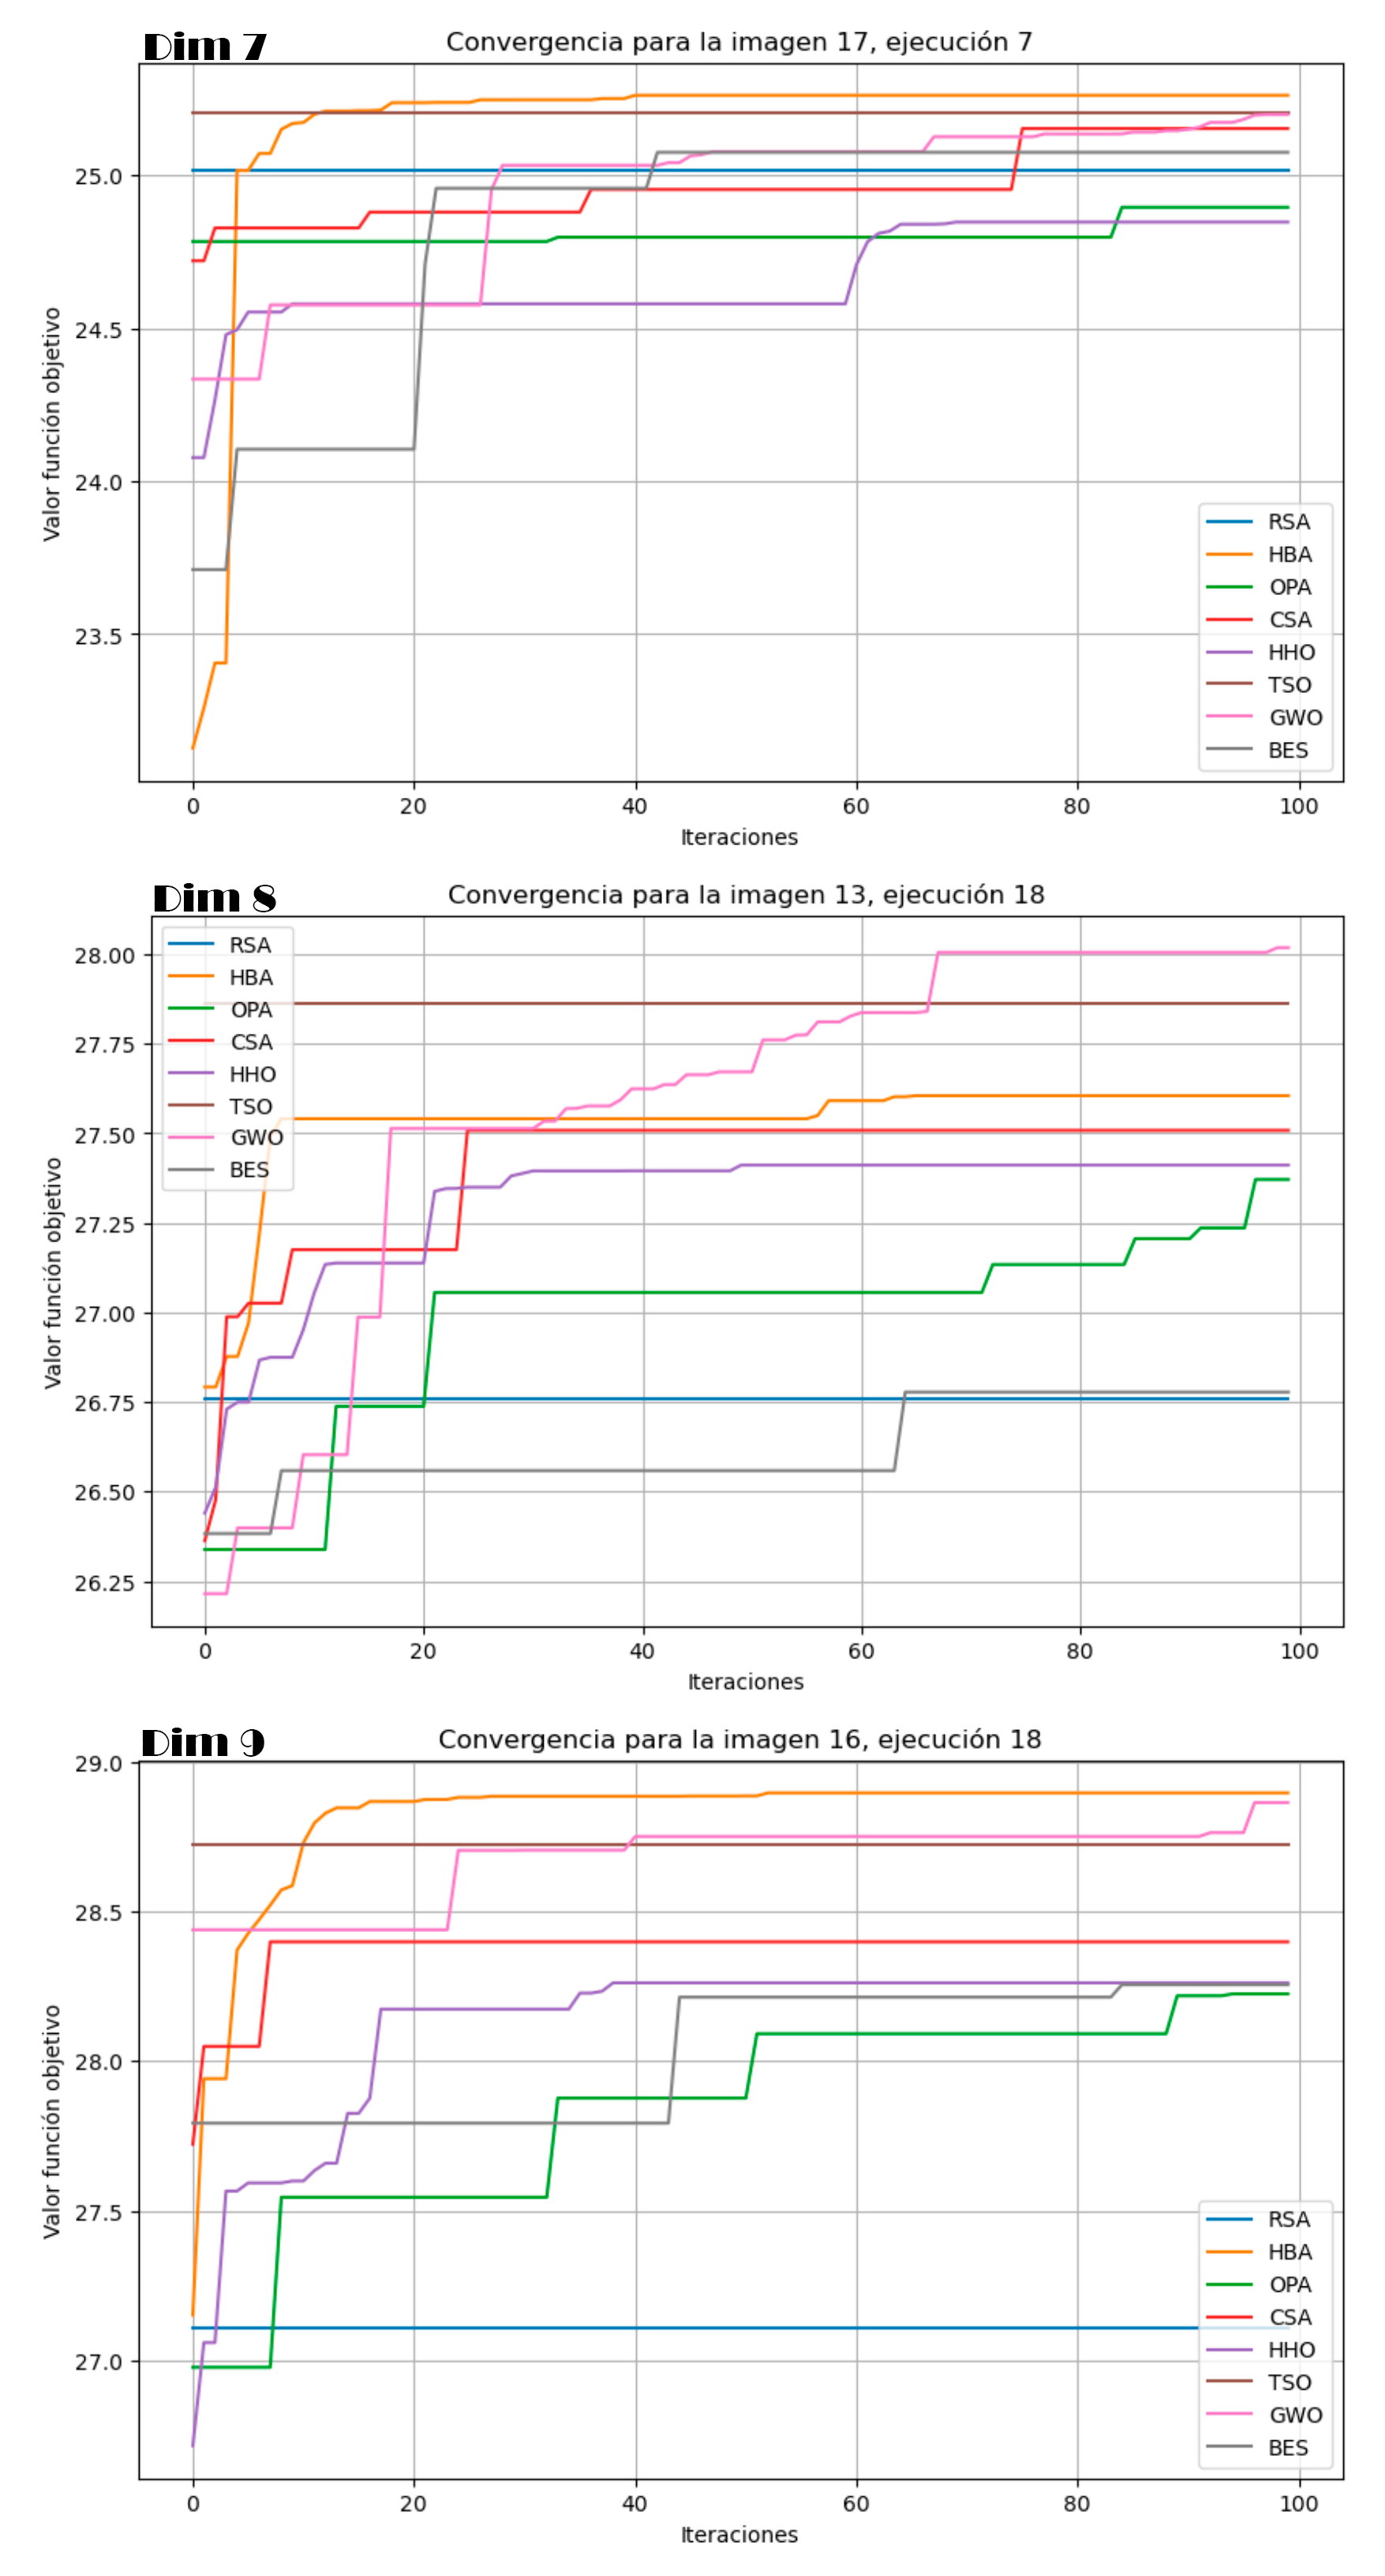 Dim 7
Convergencia para la imagen 17, ejecución 7
Valor función objetivo
25.0
24.5
24.0
23.5
RSA
HBA
OPA
CSA
HHO
TSO
GWO
BES
0 20 40 60 80 100
Iteraciones
Dim 8
Convergencia para la imagen 13, ejecución 18
Valor función objetivo
28.00
27.75
27.50
27.25
27.00
26.75
26.50
26.25
RSA
HBA
OPA
CSA
HHO
TSO
GWO
BES
0 20 40 60 80 100
Iteraciones
Dim 9
Convergencia para la imagen 16, ejecución 18
Valor función objetivo
29.0
28.5
28.0
27.5
27.0
RSA
HBA
OPA
CSA
HHO
TSO
GWO
BES
0 20 40 60 80 100
Iteraciones